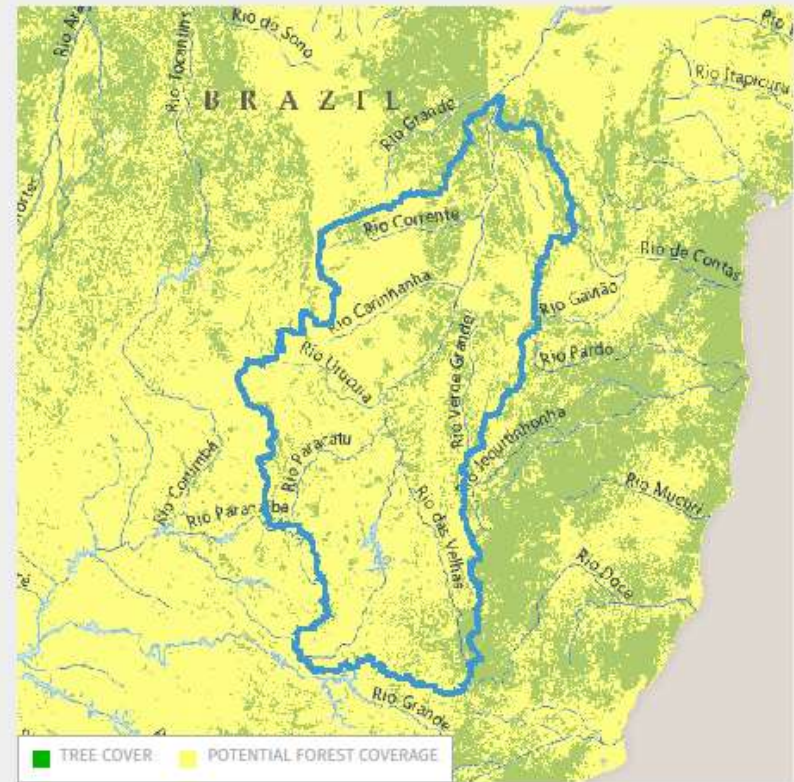 Rio do Sono
Rio Tocantins
BRAZIL
Rio Itapicuru
Rio Grande
Rio Corrente
Rio de Contas
Rio Carinhanha
Rio Gavião
Rio Verde Grande
Rio Pardo
Rio Urucuia
Rio Jequitinhonha
Rio Paracatu
Rio Corumbá
Rio Paranaíba
Rio das Velhas
Rio Mucuri
Rio Doce
Rio Grande
TREE COVER
POTENTIAL FOREST COVERAGE